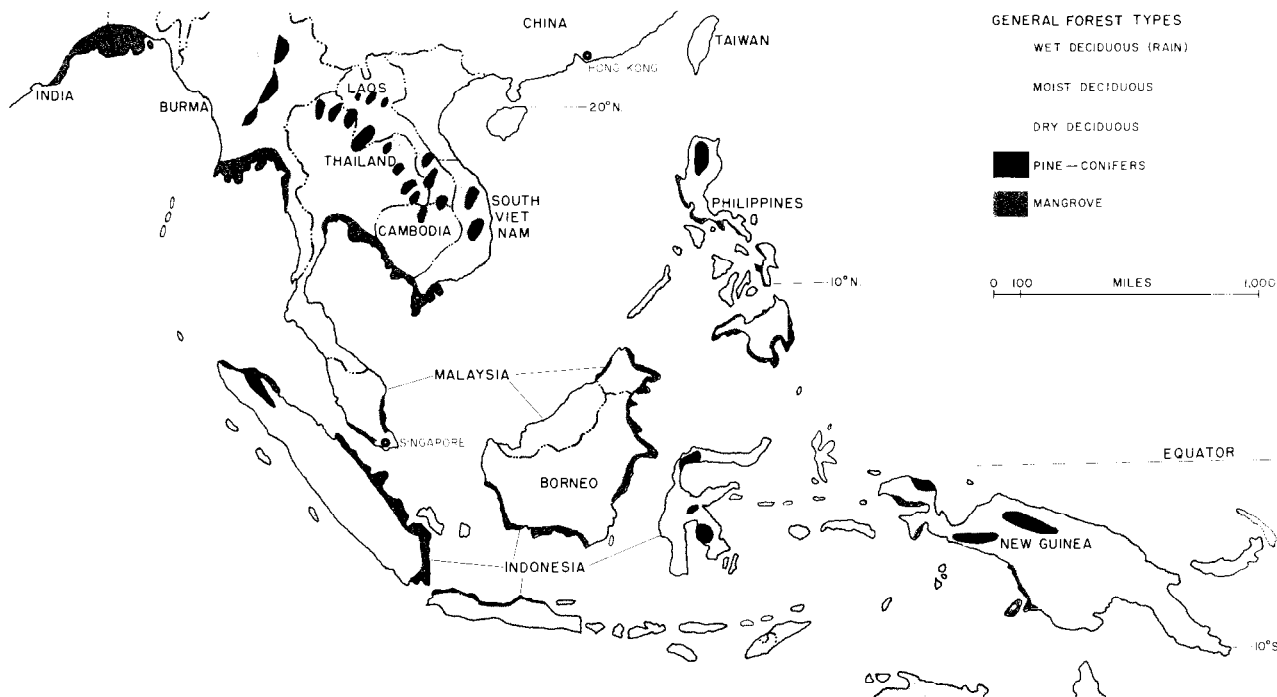 CHINA
TAIWAN
HONG KONG
INDIA
BURMA
LAOS
20°N.
THAILAND
SOUTH
VIET
NAM
CAMBODIA
PHILIPPINES
10°N.
MALAYSIA
SINGAPORE
BORNEO
INDONESIA
EQUATOR
NEW GUINEA
10°S
GENERAL FOREST TYPES
WET DECIDUOUS (RAIN)
MOIST DECIDUOUS
DRY DECIDUOUS
PINE—CONIFERS
MANGROVE
0 100 MILES 1,000